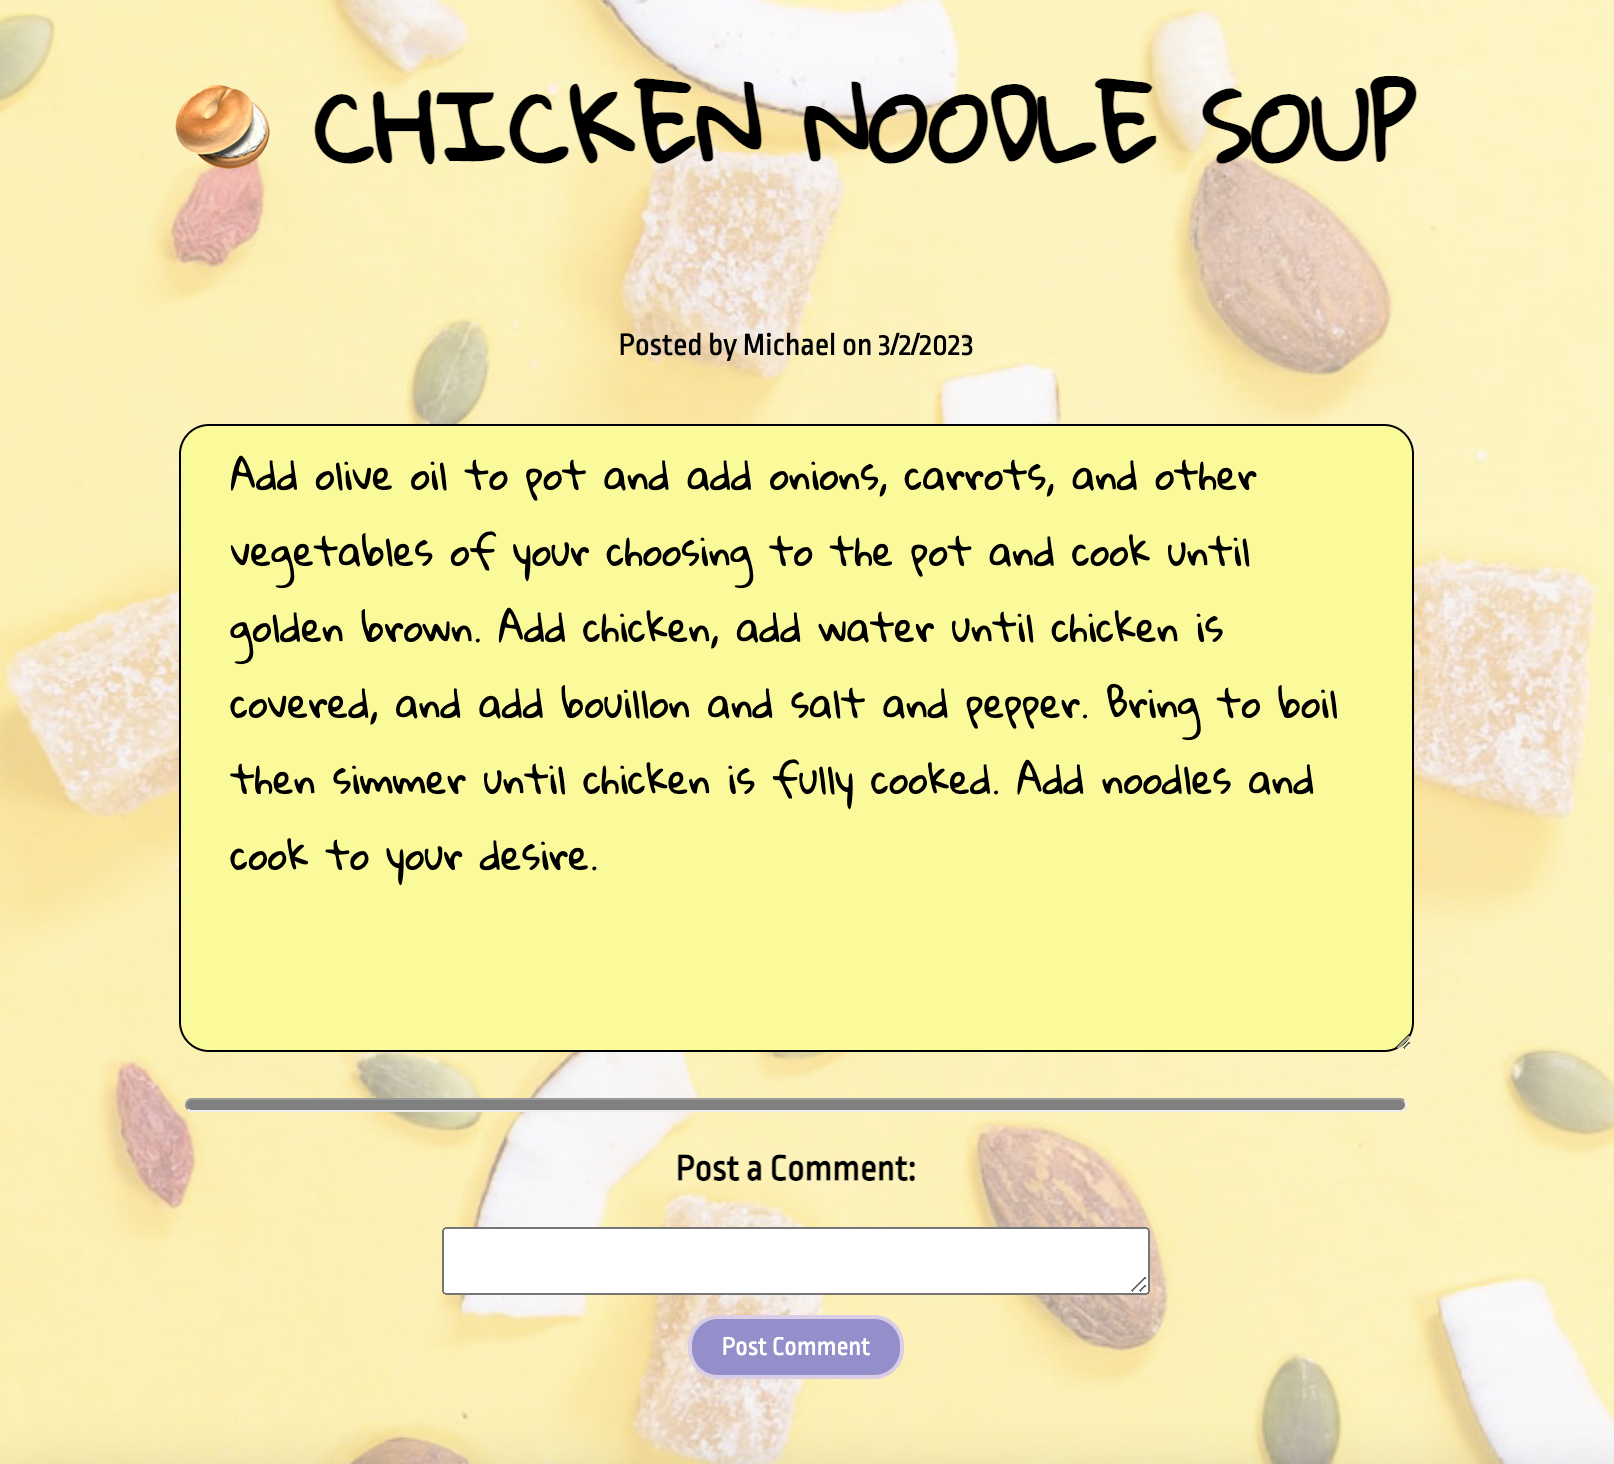 CHICKEN NOODLE SOUP
Posted by Michael on 3/2/2023
Add olive oil to pot and add onions, carrots, and other
vegetables of your choosing to the pot and cook until
golden brown. Add chicken, add water until chicken is
covered, and add bouillon and salt and pepper. Bring to boil
then simmer until chicken is fully cooked. Add noodles and
cook to your desire.
Post a Comment:
Post Comment